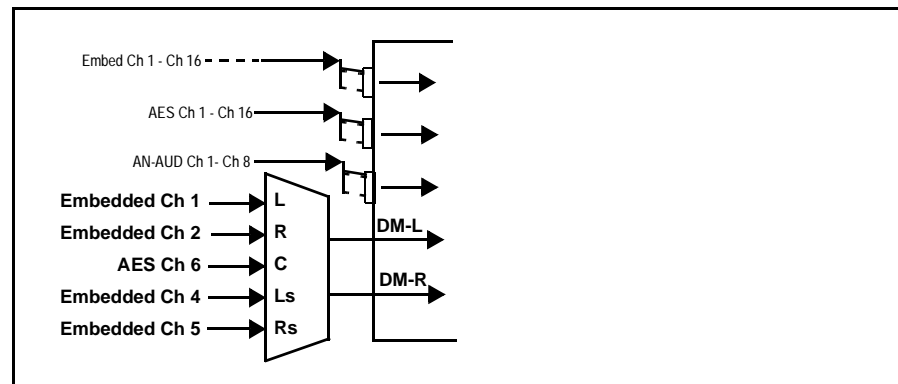 Embed Ch 1 - Ch 16
AES Ch 1 - Ch 16
AN-AUD Ch 1- Ch 8
Embedded Ch 1
L
Embedded Ch 2
R
DM-L
AES Ch 6
C
DM-R
Embedded Ch 4
Ls
Embedded Ch 5
Rs